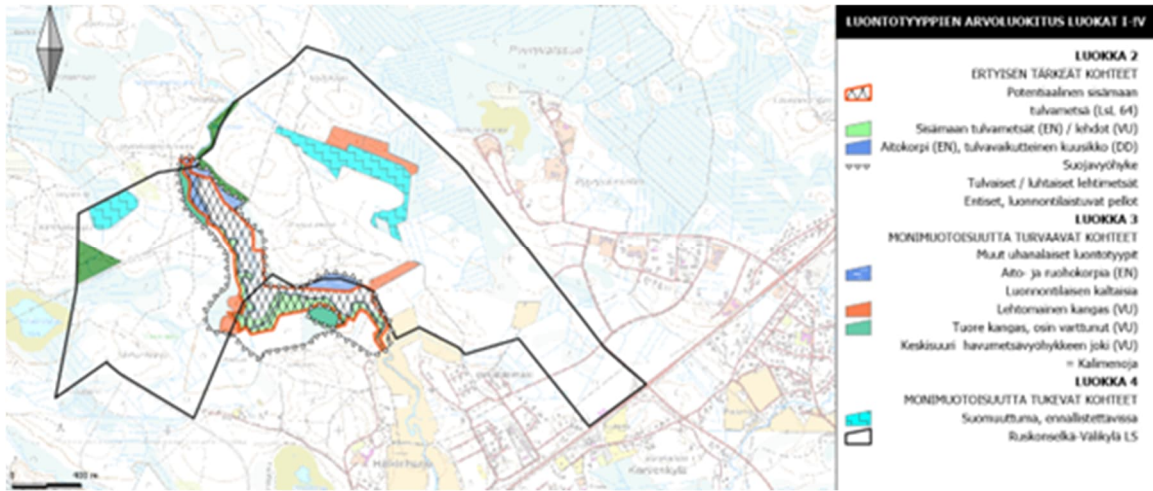 LUONTOTYYPPIEN ARVOLUOKITUS LUOKAT I-IV
LUOKKA 2
ERTYISEN TÄRKEÄT KOHTEET
Potentiaalinen sisämaan
tulvametsä (LsL 64)
Sisämaan tulvametsät (EN) / lehdot (VU)
Aitokorpi (EN), tulvavaikutteinen kuusikko (DD)
Suojavyöhyke
Tulvaiset / luhtaiset lehtimetsät
Entiset, luonnontilaistuvat pellot
LUOKKA 3
MONIMUOTOISUUTTA TURVAAVAT KOHTEET
Muut uhanalaiset luontotyypit
Aito- ja ruohokorpia (EN)
Luonnontilaisen kaltaisia
Lehtomainen kangas (VU)
Tuore kangas, osin varttunut (VU)
Keskisuuri havumetsävyöhykkeen joki (VU)
= Kalimenoja
LUOKKA 4
MONIMUOTOISUUTTA TUKEVAT KOHTEET
Suomuuttuma, ennallistettavissa
Ruskonselkä-Välikylä LS
0 400 m